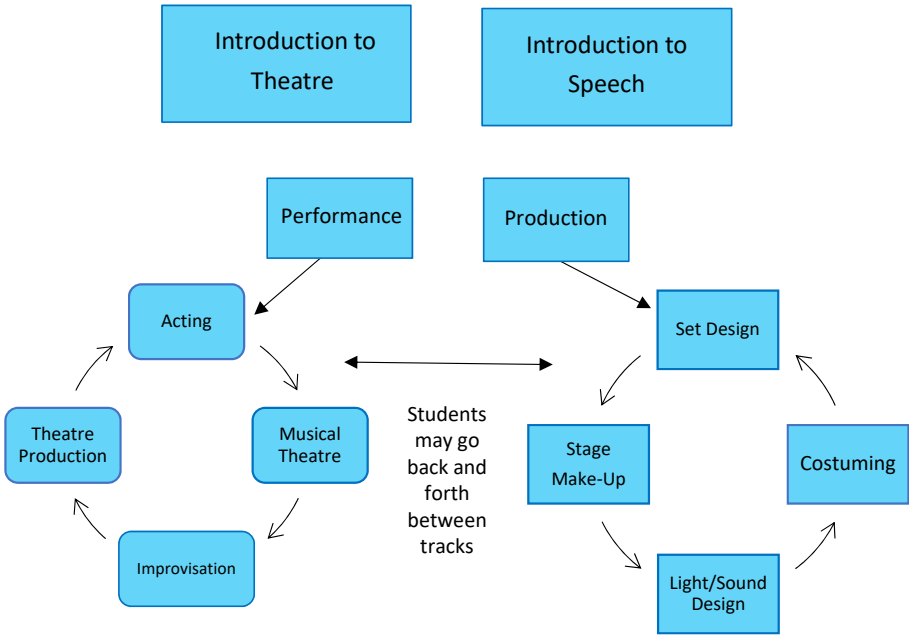 Introduction to
Theatre
Introduction to
Speech
Performance
Production
Acting
Set Design
Theatre
Production
Musical
Theatre
Students
may go
back and
forth
between
tracks
Stage
Make-Up
Costuming
Improvisation
Light/Sound
Design